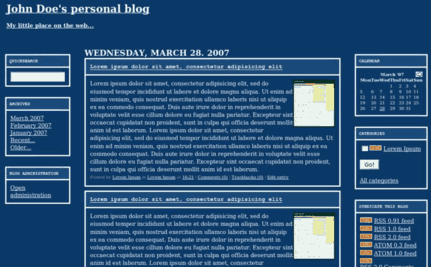 John Doe's personal blog
My little place on the web...
QUICKSEARCH
ARCHIVES
March 2007
February 2007
January 2007
Recent...
Older...
BLOG ADMINISTRATION
Open
administration
WEDNESDAY, MARCH 28. 2007
Lorem ipsum dolor sit amet, consectetur adipisicing elit
Lorem ipsum dolor sit amet, consectetur adipisicing elit, sed do
eiusmod tempor incididunt ut labore et dolore magna aliqua. Ut enim ad
minim veniam, quis nostrud exercitation ullamco laboris nisi ut aliquip
ex ea commodo consequat. Duis aute irure dolor in reprehenderit in
voluptate velit esse cillum dolore eu fugiat nulla pariatur. Excepteur
sint occaecat cupidatat non proident, sunt in culpa qui officia deserunt
mollit anim id est laborum. Lorem ipsum dolor sit amet, consectetur
adipisicing elit, sed do eiusmod tempor incididunt ut labore et dolore magna aliqua. Ut
enim ad minim veniam, quis nostrud exercitation ullamco laboris nisi ut aliquip ex ea
commodo consequat. Duis aute irure dolor in reprehenderit in voluptate velit esse
cillum dolore eu fugiat nulla pariatur. Excepteur sint occaecat cupidatat non proident,
sunt in culpa qui officia deserunt mollit anim id est laborum.
Posted by Lorem Ipsum in Lorem Ipsum at 16:21 | Comments (0) | Trackbacks (0) | Edit entry
Lorem ipsum dolor sit amet, consectetur adipisicing elit
Lorem ipsum dolor sit amet, consectetur adipisicing elit, sed do
eiusmod tempor incididunt ut labore et dolore magna aliqua. Ut enim ad
minim veniam, quis nostrud exercitation ullamco laboris nisi ut aliquip
ex ea commodo consequat. Duis aute irure dolor in reprehenderit in
voluptate velit esse cillum dolore eu fugiat nulla pariatur. Excepteur
sint occaecat cupidatat non proident, sunt in culpa qui officia deserunt
mollit anim id est laborum. Lorem ipsum dolor sit amet, consectetur
CALENDAR
March '07
Mon Tue Wed Thu Fri Sat Sun
1 2 3 4
5 6 7 8 9 10 11
12 13 14 15 16 17 18
19 20 21 22 23 24 25
26 27 28 29 30 31
CATEGORIES
Lorem Ipsum
Go!
All categories
SYNDICATE THIS BLOG
RSS 0.91 feed
RSS 1.0 feed
RSS 2.0 feed
ATOM 0.3 feed
ATOM 1.0 feed
RSS 2.0 Comments